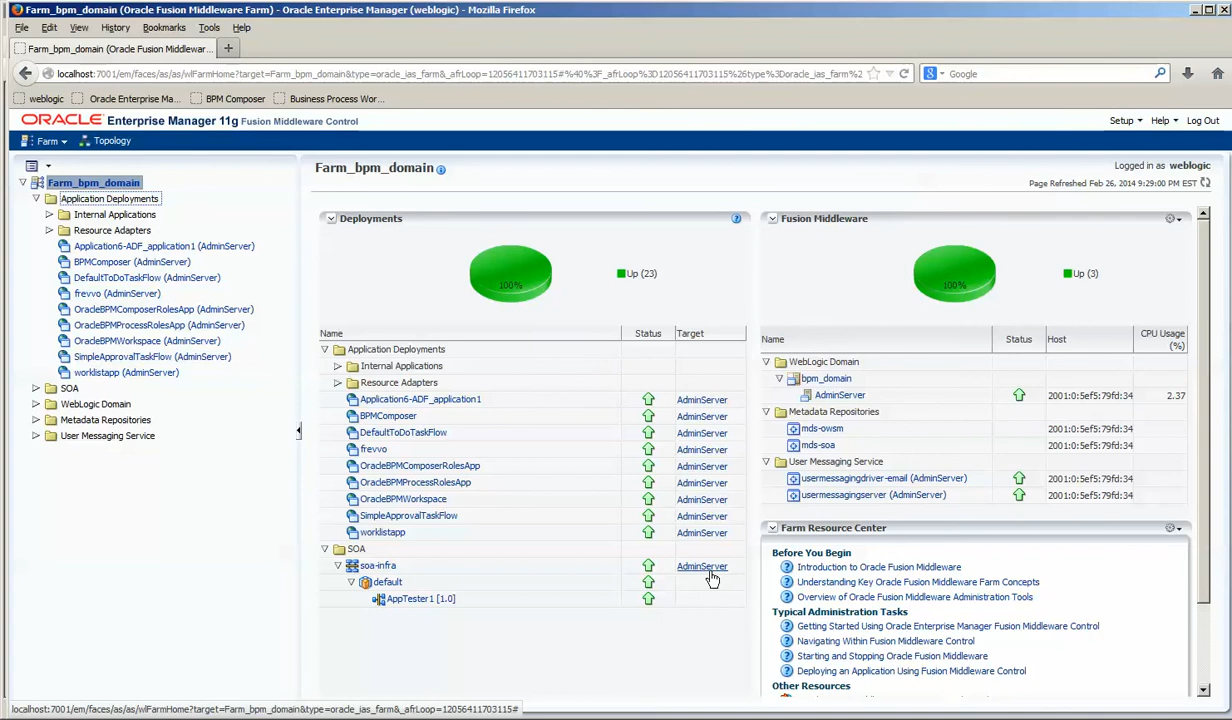 Farm_bpm_domain (Oracle Fusion Middleware Farm) - Oracle Enterprise Manager (weblogic) - Mozilla Firefox
File Edit View History Bookmarks Tools Help
Farm_bpm_domain (Oracle Fusion Middlewar... +
localhost:7001/em/faces/as/as/wlFarmHome?target=Farm_bpm_domain&type=oracle_ias_farm&_afrLoop=12056411703115#%40%3F_afrLoop%3D12056411703115%26target%3DFarm_bpm_domain%26type%3Doracle_ias_farm%2 Google
weblogic Oracle Enterprise Ma... BPM Composer Business Process Wor...
ORACLE Enterprise Manager 11g Fusion Middleware Control Setup Help Log Out
Farm Topology
Farm_bpm_domain
Application Deployments
Internal Applications
Resource Adapters
Application6-ADF_application1 (AdminServer)
BPMComposer (AdminServer)
DefaultToDoTaskFlow (AdminServer)
frevvo (AdminServer)
OracleBPMComposerRolesApp (AdminServer)
OracleBPMProcessRolesApp (AdminServer)
OracleBPMWorkspace (AdminServer)
SimpleApprovalTaskFlow (AdminServer)
worklistapp (AdminServer)
SOA
WebLogic Domain
Metadata Repositories
User Messaging Service
Farm_bpm_domain
Logged in as weblogic
Page Refreshed Feb 26, 2014 9:29:00 PM EST
Deployments
100%
Up (23)
Name Status Target
Application Deployments
Internal Applications
Resource Adapters
Application6-ADF_application1 AdminServer
BPMComposer AdminServer
DefaultToDoTaskFlow AdminServer
frevvo AdminServer
OracleBPMComposerRolesApp AdminServer
OracleBPMProcessRolesApp AdminServer
OracleBPMWorkspace AdminServer
SimpleApprovalTaskFlow AdminServer
worklistapp AdminServer
SOA
soa-infra AdminServer
default
AppTester1 [1.0]
Fusion Middleware
100%
Up (3)
Name Status Host CPU Usage (%)
WebLogic Domain
bpm_domain
AdminServer 2001:0:5ef5:79fd:34 2.37
Metadata Repositories
mds-owsm 2001:0:5ef5:79fd:34
mds-soa 2001:0:5ef5:79fd:34
User Messaging Service
usermessagingdriver-email (AdminServer) 2001:0:5ef5:79fd:34
usermessagingserver (AdminServer) 2001:0:5ef5:79fd:34
Farm Resource Center
Before You Begin
Introduction to Oracle Fusion Middleware
Understanding Key Oracle Fusion Middleware Farm Concepts
Overview of Oracle Fusion Middleware Administration Tools
Typical Administration Tasks
Getting Started Using Oracle Enterprise Manager Fusion Middleware Control
Navigating Within Fusion Middleware Control
Starting and Stopping Oracle Fusion Middleware
Deploying an Application Using Fusion Middleware Control
Other Resources
localhost:7001/em/faces/as/as/wlFarmHome?target=Farm_bpm_domain&type=oracle_ias_farm&_afrLoop=12056411703115#